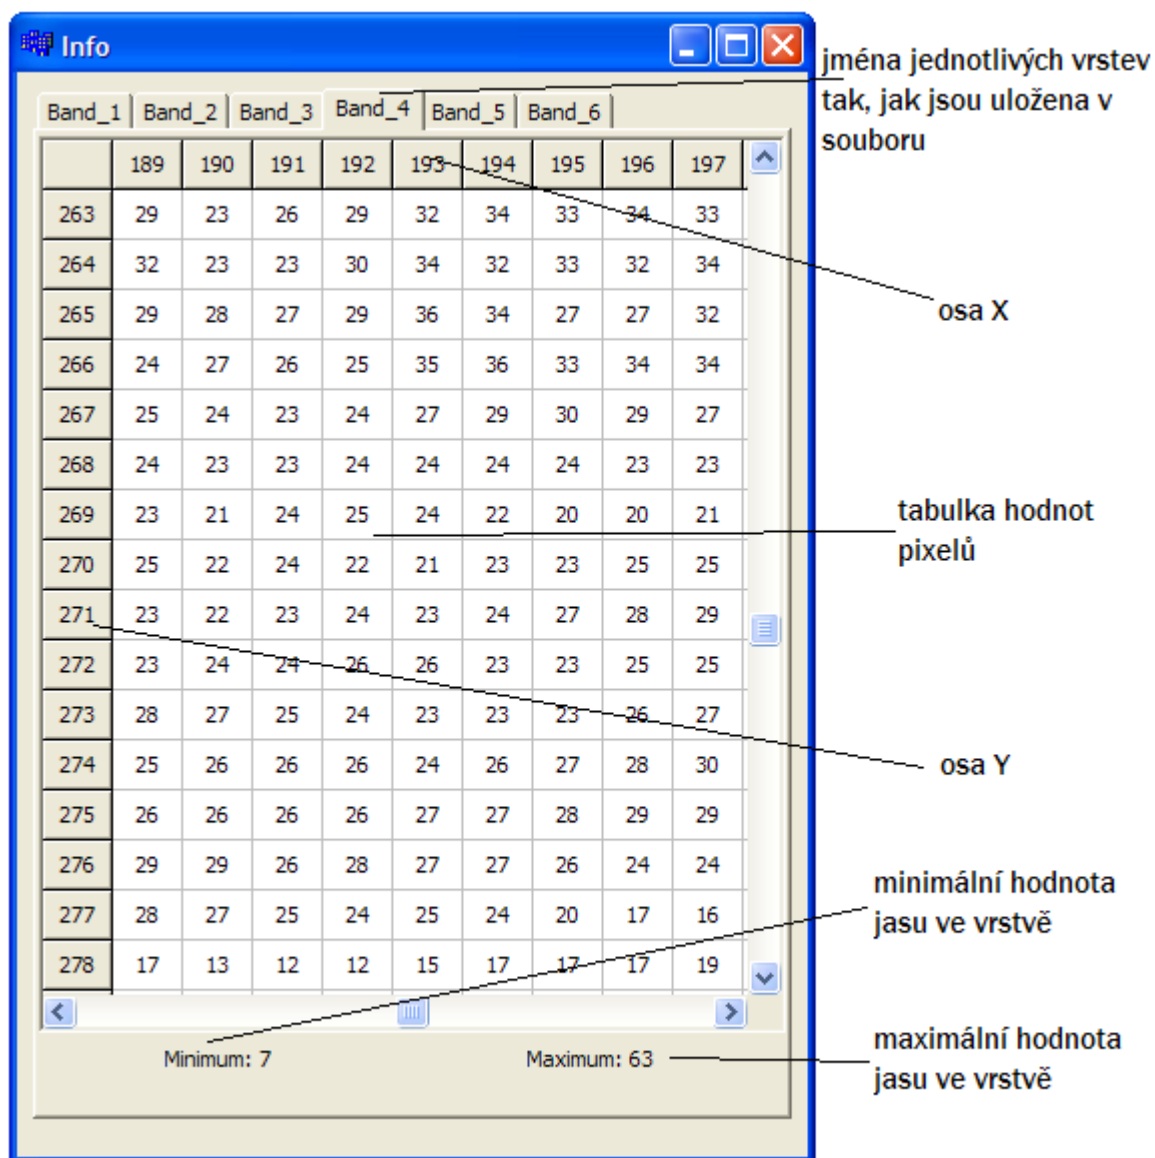 Info
jména jednotlivých vrstev
tak, jak jsou uložena v
souboru
Band_1 Band_2 Band_3 Band_4 Band_5 Band_6
189 190 191 192 193 194 195 196 197
263 29 23 26 29 32 34 33 34 33
264 32 23 23 30 34 32 33 32 34
265 29 28 27 29 36 34 27 27 32
osa X
266 24 27 26 25 35 36 33 34 34
267 25 24 23 24 27 29 30 29 27
268 24 23 23 24 24 24 24 23 23
269 23 21 24 25 24 22 20 20 21
tabulka hodnot
pixelů
270 25 22 24 22 21 23 23 25 25
271 23 22 23 24 23 24 27 28 29
272 23 24 24 26 26 23 23 25 25
273 28 27 25 24 23 23 23 26 27
274 25 26 26 26 24 26 27 28 30
osa Y
275 26 26 26 26 27 27 28 29 29
276 29 29 26 28 27 27 26 24 24
277 28 27 25 24 25 24 20 17 16
minimální hodnota
jasu ve vrstvě
278 17 13 12 12 15 17 17 17 19
Minimum: 7 Maximum: 63
maximální hodnota
jasu ve vrstvě